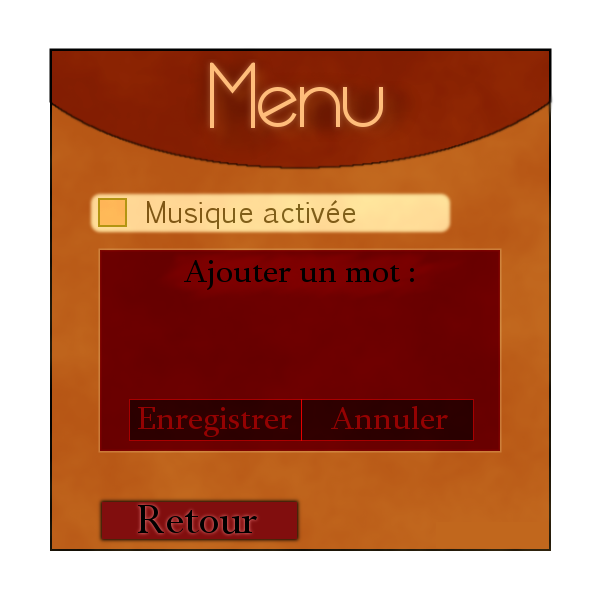 Menu
Musique activée
Ajouter un mot :
Enregistrer Annuler
Retour